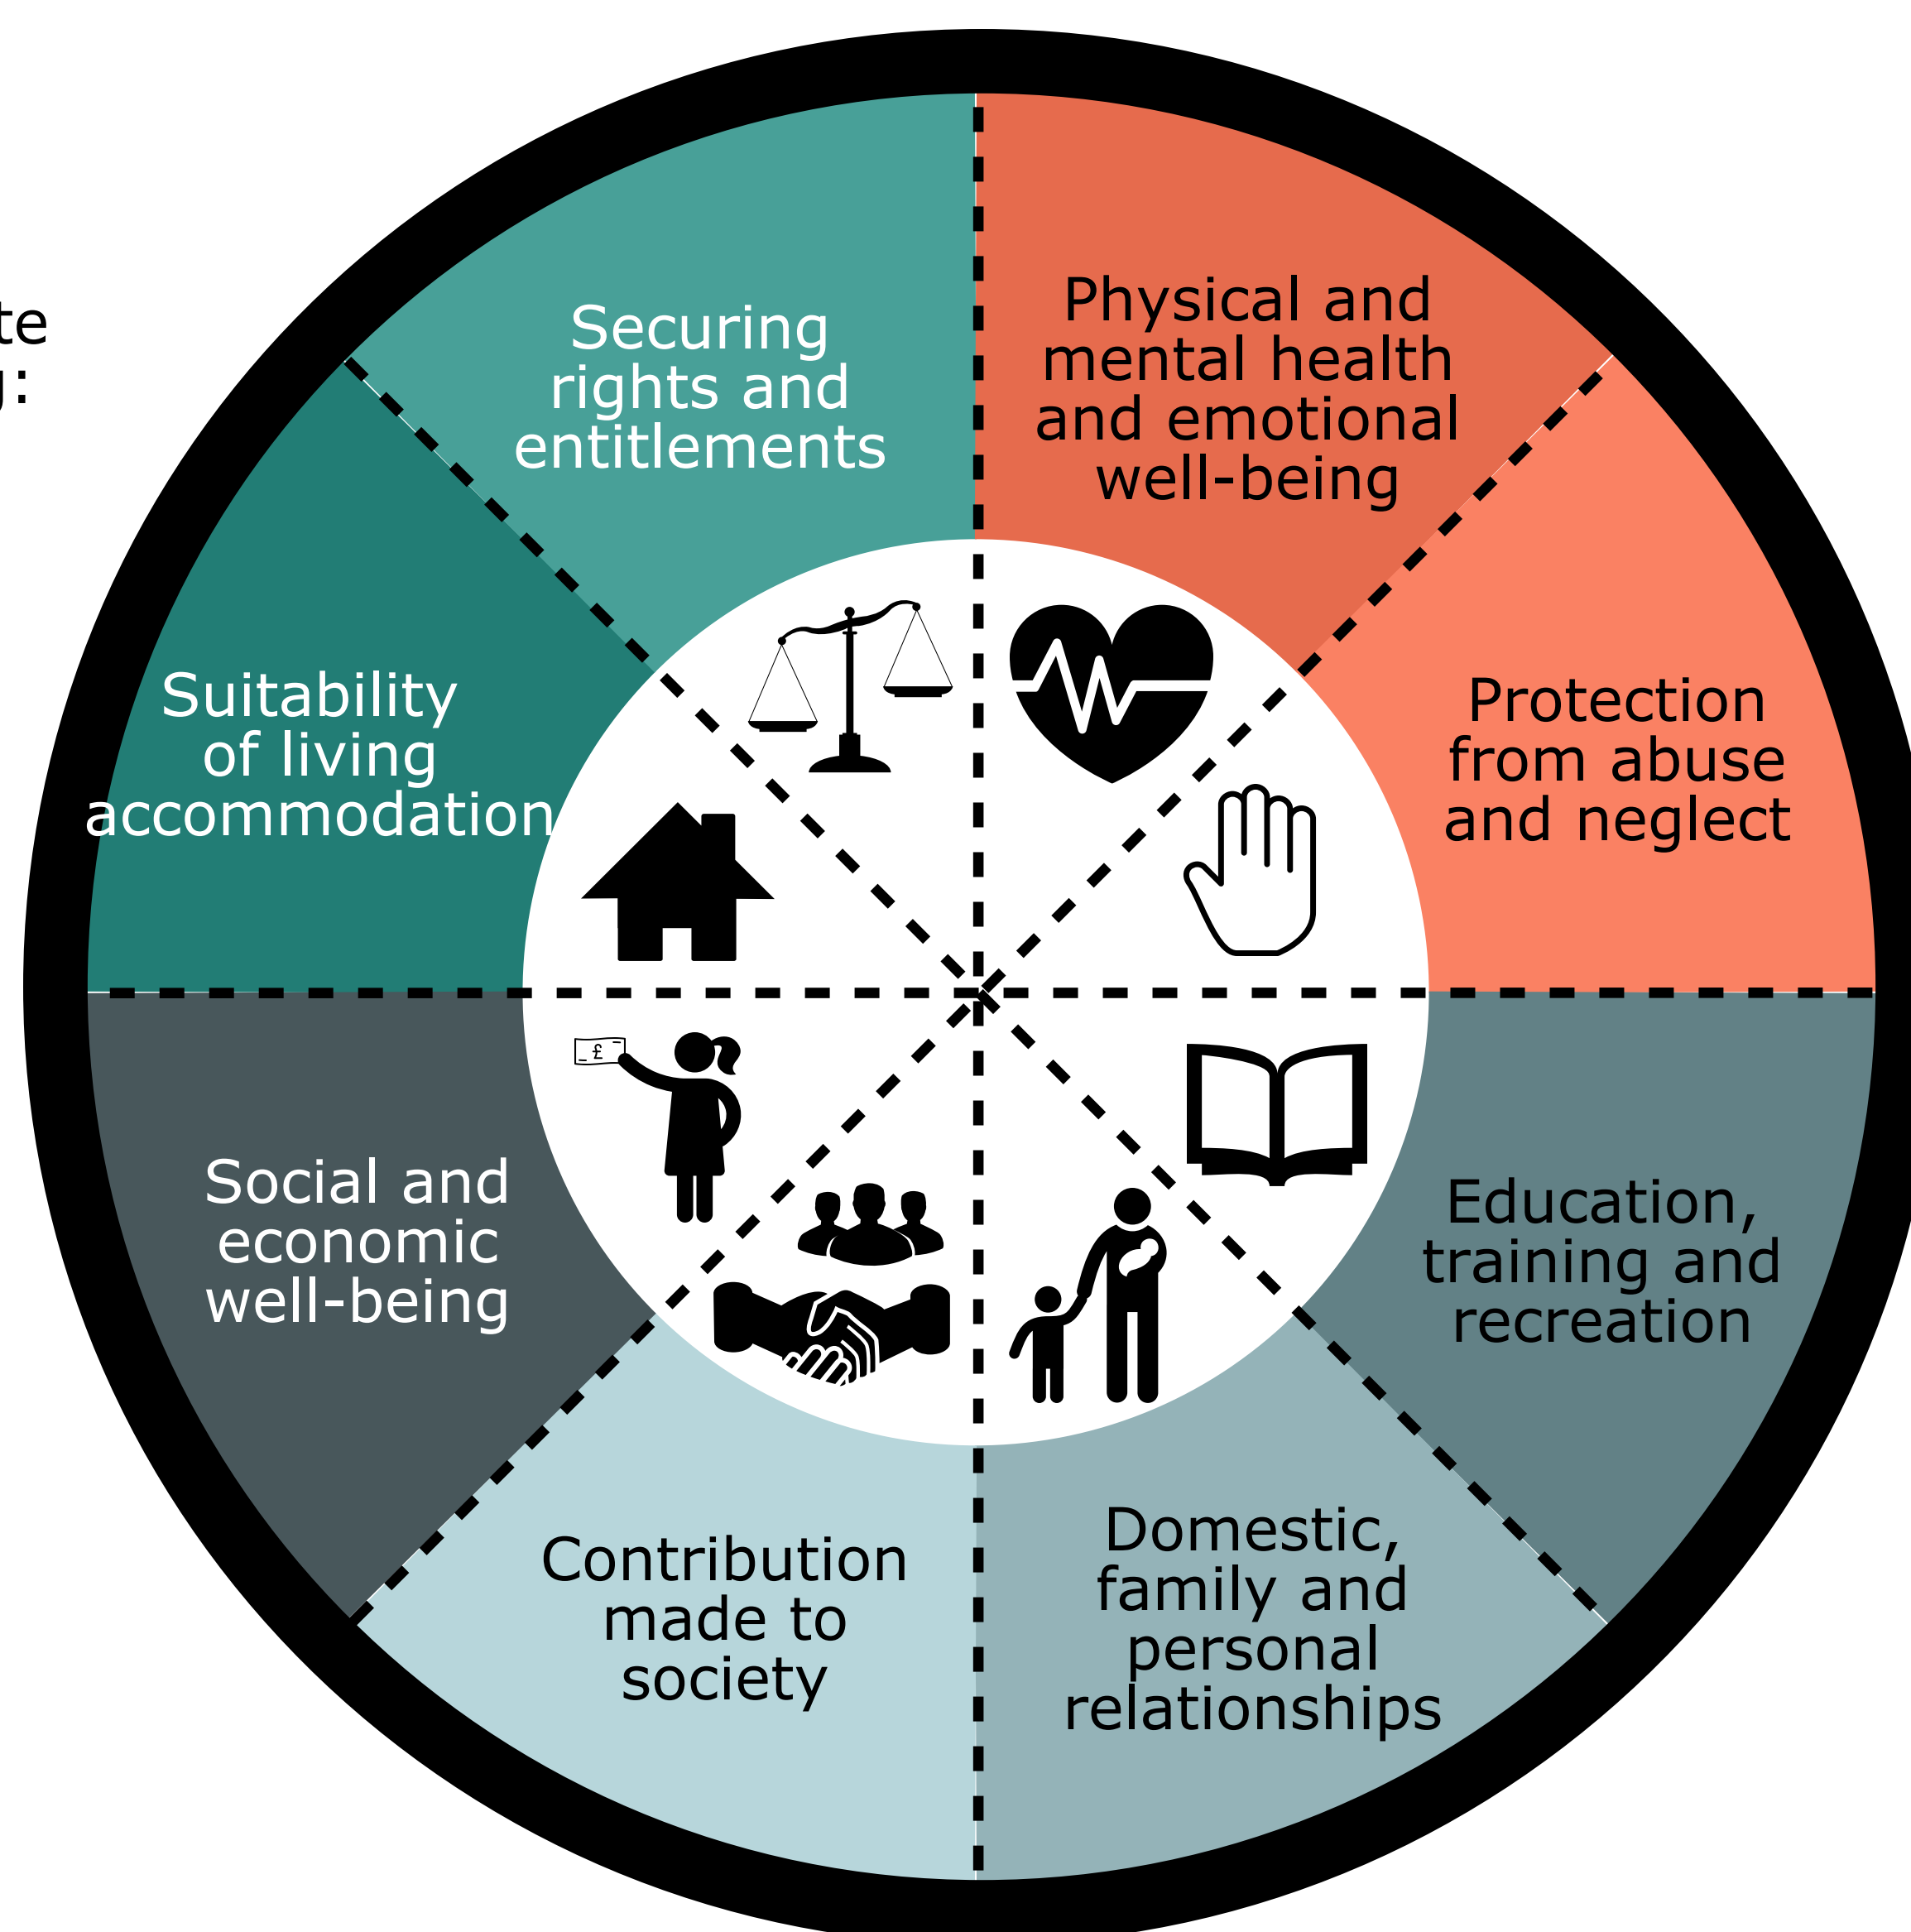 Securing
rights and
entitlements
Physical and
mental health
and emotional
well-being
Protection
from abuse
and neglect
Education,
training and
recreation
Domestic,
family and
personal
relationships
Contribution
made to
society
Social and
economic
well-being
£
Suitability
of living
accommodation